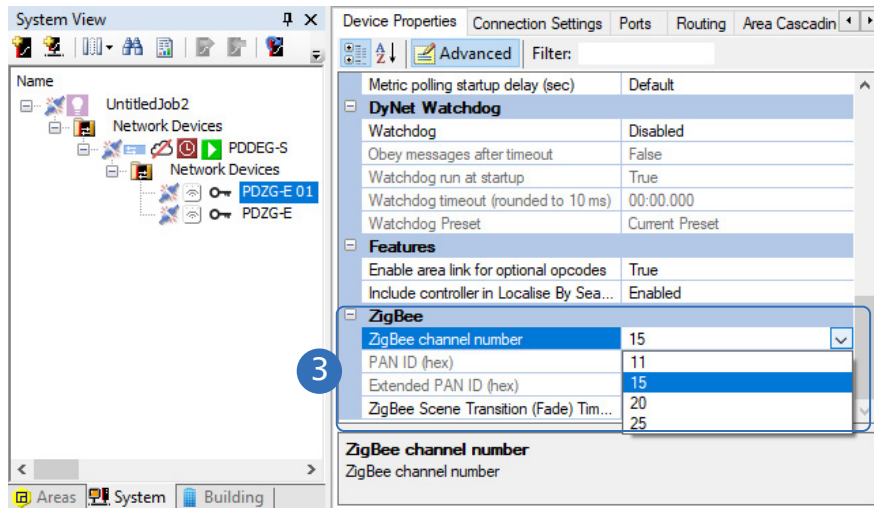 System View
Name
UntitledJob2
Network Devices
PDDEG-S
Network Devices
PDZG-E 01
PDZG-E
Areas System Building
Device Properties Connection Settings Ports Routing Area Cascadin
Advanced Filter:
Metric polling startup delay (sec) Default
DyNet Watchdog
Watchdog Disabled
Obey messages after timeout False
Watchdog run at startup True
Watchdog timeout (rounded to 10 ms) 00:00.000
Watchdog Preset Current Preset
Features
Enable area link for optional opcodes True
Include controller in Localise By Sea... Enabled
ZigBee
ZigBee channel number 15
PAN ID (hex) 11
Extended PAN ID (hex) 15
ZigBee Scene Transition (Fade) Tim... 20
25
3
ZigBee channel number
ZigBee channel number